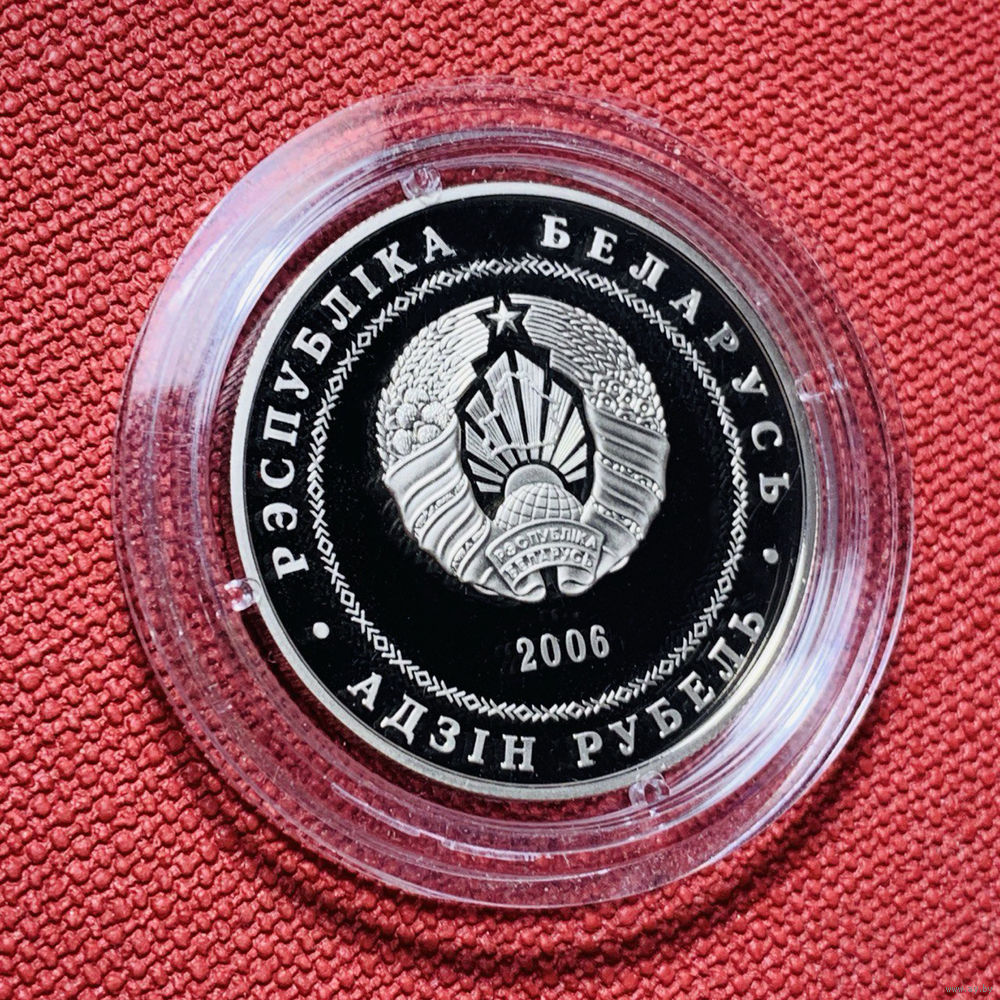 РЭСПУБЛІКА БЕЛАРУСЬ
РЭСПУБЛІКА
БЕЛАРУСЬ
2006
• АДЗІН РУБЕЛЬ •